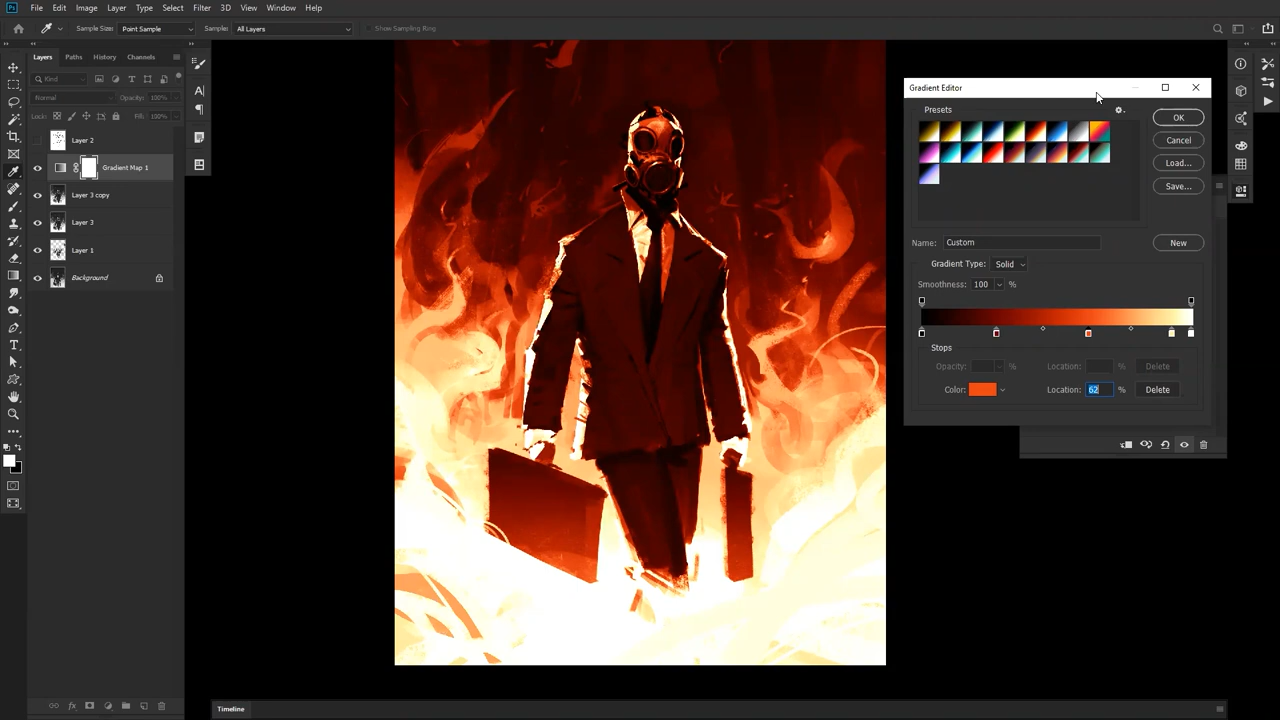 Ps File Edit Image Layer Type Select Filter 3D View Window Help
Sample Size: Point Sample Sample: All Layers Show Sampling Ring
Layers Paths History Channels
Kind
Normal Opacity: 100%
Lock: Fill: 100%
Layer 2
Gradient Map 1
Layer 3 copy
Layer 3
Layer 1
Background
fx
T
A
Timeline
Gradient Editor
Presets
OK
Cancel
Load...
Save...
Name: Custom New
Gradient Type: Solid
Smoothness: 100 %
Stops
Opacity: % Location: % Delete
Color: Location: 62 % Delete